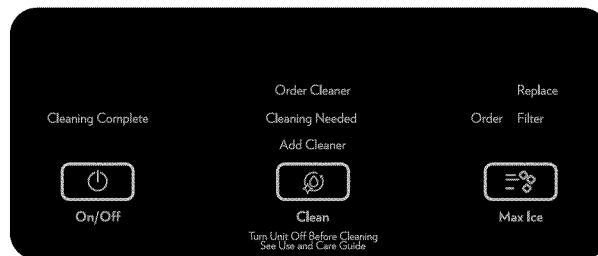 Order Cleaner
Replace
Cleaning Complete
Cleaning Needed
Order Filter
Add Cleaner
On/Off
Clean
Max Ice
Turn Unit Off Before Cleaning
See Use and Care Guide